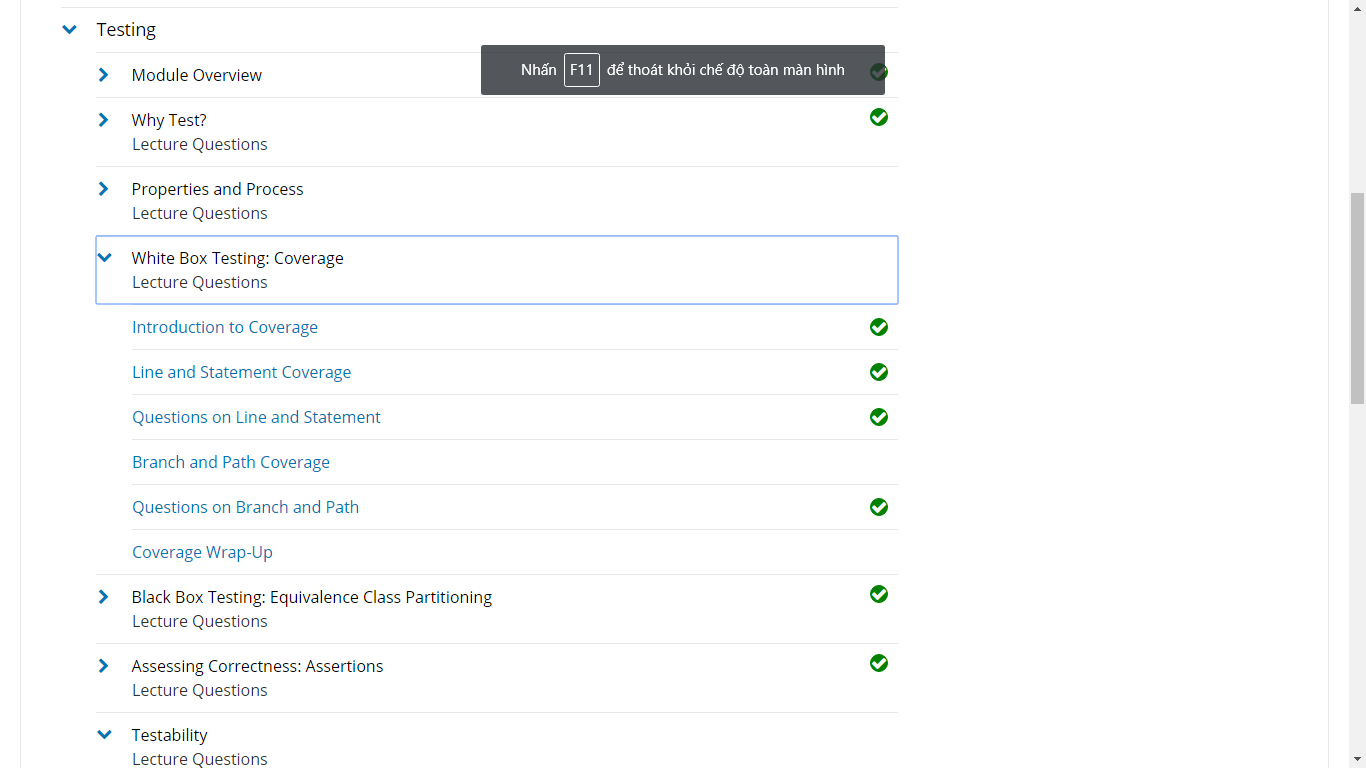 Testing
Nhấn F11 để thoát khỏi chế độ toàn màn hình
Module Overview
Why Test?
Lecture Questions
Properties and Process
Lecture Questions
White Box Testing: Coverage
Lecture Questions
Introduction to Coverage
Line and Statement Coverage
Questions on Line and Statement
Branch and Path Coverage
Questions on Branch and Path
Coverage Wrap-Up
Black Box Testing: Equivalence Class Partitioning
Lecture Questions
Assessing Correctness: Assertions
Lecture Questions
Testability
Lecture Questions